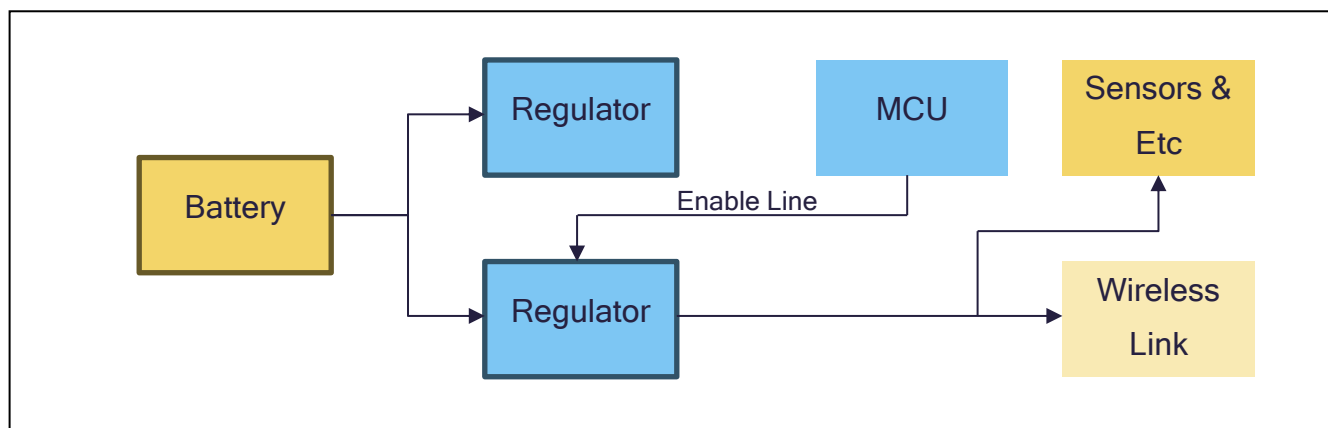 Regulator
MCU
Sensors &
Etc
Battery
Enable Line
Regulator
Wireless
Link